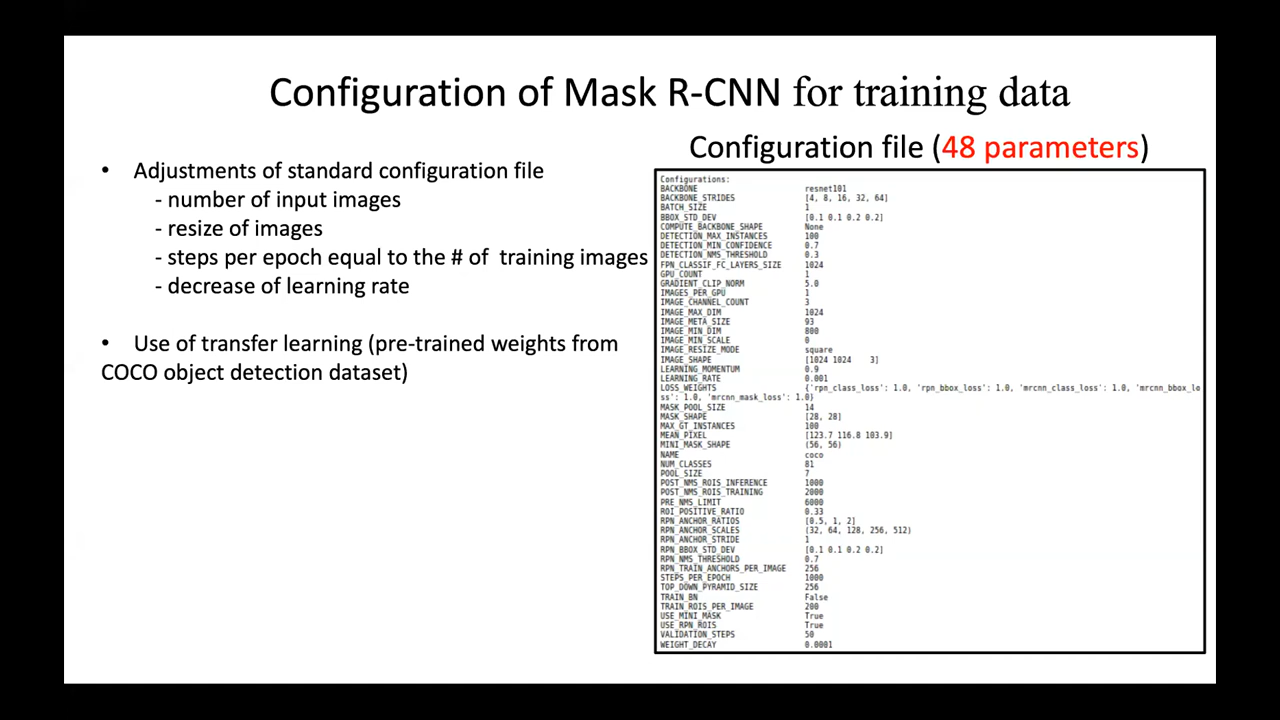 Configuration of Mask R-CNN for training data
Configuration file (48 parameters)
• Adjustments of standard configuration file
- number of input images
- resize of images
- steps per epoch equal to the # of training images
- decrease of learning rate
• Use of transfer learning (pre-trained weights from
COCO object detection dataset)
Configurations:
BACKBONE resnet101
BACKBONE_STRIDES [4, 8, 16, 32, 64]
BATCH_SIZE 1
BBOX_STD_DEV [0.1 0.1 0.2 0.2]
COMPUTE_BACKBONE_SHAPE None
DETECTION_MAX_INSTANCES 100
DETECTION_MIN_CONFIDENCE 0.7
DETECTION_NMS_THRESHOLD 0.3
FPN_CLASSIF_FC_LAYERS_SIZE 1024
GPU_COUNT 1
GRADIENT_CLIP_NORM 5.0
IMAGES_PER_GPU 1
IMAGE_CHANNEL_COUNT 3
IMAGE_MAX_DIM 1024
IMAGE_META_SIZE 93
IMAGE_MIN_DIM 800
IMAGE_MIN_SCALE 0
IMAGE_RESIZE_MODE square
IMAGE_SHAPE [1024 1024 3]
LEARNING_MOMENTUM 0.9
LEARNING_RATE 0.001
LOSS_WEIGHTS {'rpn_class_loss': 1.0, 'rpn_bbox_loss': 1.0, 'mrcnn_class_loss': 1.0, 'mrcnn_bbox_lo
ss': 1.0, 'mrcnn_mask_loss': 1.0}
MASK_POOL_SIZE 14
MASK_SHAPE [28, 28]
MAX_GT_INSTANCES 100
MEAN_PIXEL [123.7 116.8 103.9]
MINI_MASK_SHAPE (56, 56)
NAME coco
NUM_CLASSES 81
POOL_SIZE 7
POST_NMS_ROIS_INFERENCE 1000
POST_NMS_ROIS_TRAINING 2000
PRE_NMS_LIMIT 6000
ROI_POSITIVE_RATIO 0.33
RPN_ANCHOR_RATIOS [0.5, 1, 2]
RPN_ANCHOR_SCALES (32, 64, 128, 256, 512)
RPN_ANCHOR_STRIDE 1
RPN_BBOX_STD_DEV [0.1 0.1 0.2 0.2]
RPN_NMS_THRESHOLD 0.7
RPN_TRAIN_ANCHORS_PER_IMAGE 256
STEPS_PER_EPOCH 1000
TOP_DOWN_PYRAMID_SIZE 256
TRAIN_BN False
TRAIN_ROIS_PER_IMAGE 200
USE_MINI_MASK True
USE_RPN_ROIS True
VALIDATION_STEPS 50
WEIGHT_DECAY 0.0001